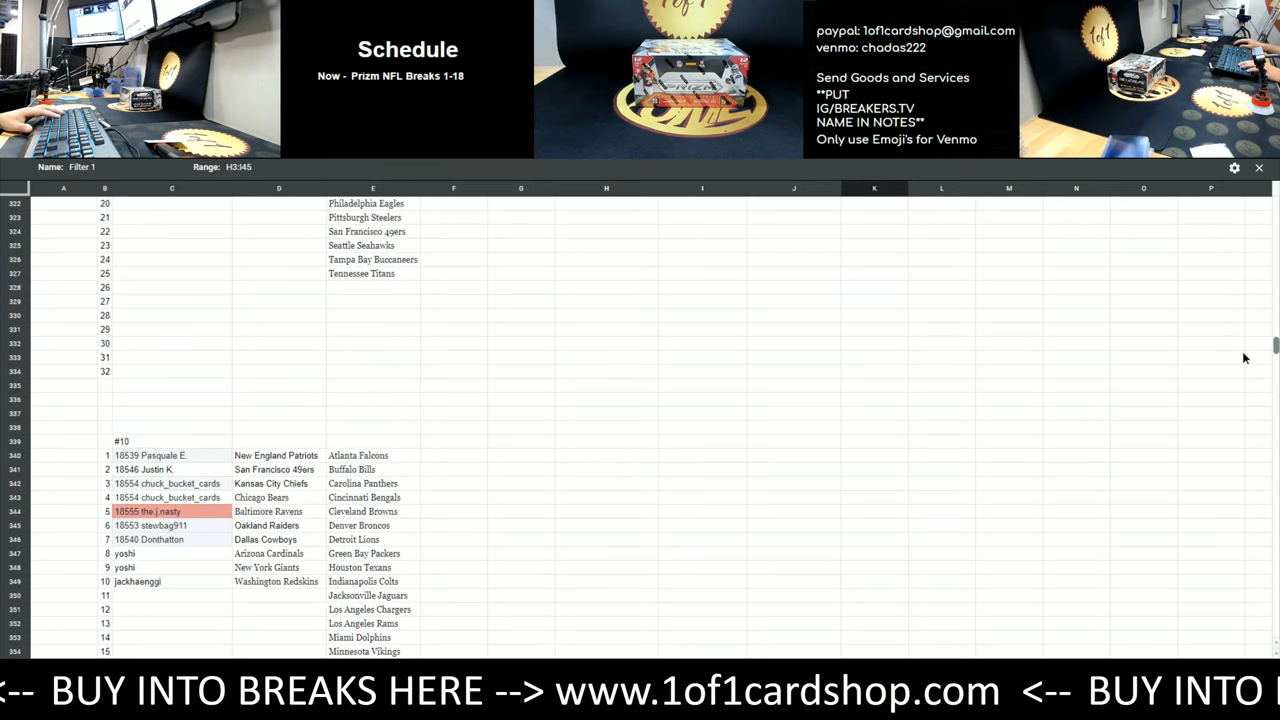 Schedule
Now - Prizm NFL Breaks 1-18
1of1
PRIZM
paypal: 1of1cardshop@gmail.com
venmo: chadas222
Send Goods and Services
**PUT
IG/BREAKERS.TV
NAME IN NOTES**
Only use Emoji's for Venmo
1of1
Name: Filter 1 Range: H3:I45
A B C D E F G H I J K L M N O P
322 20 Philadelphia Eagles
323 21 Pittsburgh Steelers
324 22 San Francisco 49ers
325 23 Seattle Seahawks
326 24 Tampa Bay Buccaneers
327 25 Tennessee Titans
328 26
329 27
330 28
331 29
332 30
333 31
334 32
335
336
337
338
339 #10
340 1 18539 Pasquale E. New England Patriots Atlanta Falcons
341 2 18546 Justin K. San Francisco 49ers Buffalo Bills
342 3 18554 chuck_bucket_cards Kansas City Chiefs Carolina Panthers
343 4 18554 chuck_bucket_cards Chicago Bears Cincinnati Bengals
344 5 18555 the j.nasty Baltimore Ravens Cleveland Browns
345 6 18553 stewbag911 Oakland Raiders Denver Broncos
346 7 18540 Donthatton Dallas Cowboys Detroit Lions
347 8 yoshi Arizona Cardinals Green Bay Packers
348 9 yoshi New York Giants Houston Texans
349 10 jackhaenggi Washington Redskins Indianapolis Colts
350 11 Jacksonville Jaguars
351 12 Los Angeles Chargers
352 13 Los Angeles Rams
353 14 Miami Dolphins
354 15 Minnesota Vikings
<-- BUY INTO BREAKS HERE --> www.1of1cardshop.com <-- BUY INTO